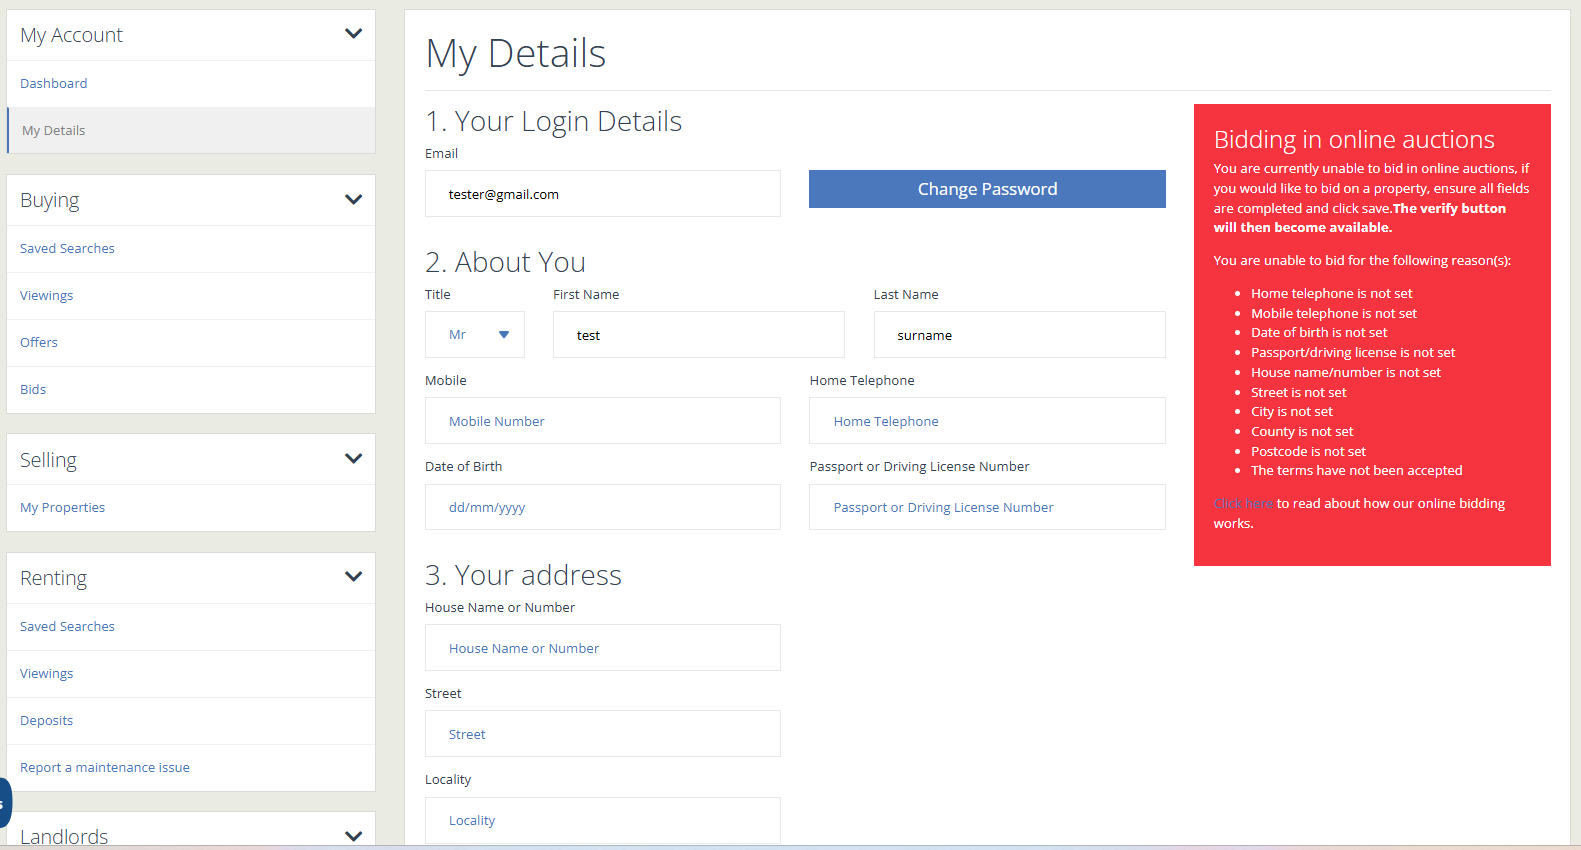 My Account
Dashboard
My Details
Buying
Saved Searches
Viewings
Offers
Bids
Selling
My Properties
Renting
Saved Searches
Viewings
Deposits
Report a maintenance issue
Landlords
My Details
1. Your Login Details
Email
tester@gmail.com
Change Password
2. About You
Title
First Name
Last Name
Mr
test
surname
Mobile
Home Telephone
Mobile Number
Home Telephone
Date of Birth
Passport or Driving License Number
dd/mm/yyyy
Passport or Driving License Number
3. Your address
House Name or Number
House Name or Number
Street
Street
Locality
Locality
Bidding in online auctions
You are currently unable to bid in online auctions, if
you would like to bid on a property, ensure all fields
are completed and click save.The verify button
will then become available.
You are unable to bid for the following reason(s):
Home telephone is not set
Mobile telephone is not set
Date of birth is not set
Passport/driving license is not set
House name/number is not set
Street is not set
City is not set
County is not set
Postcode is not set
The terms have not been accepted
Click here to read about how our online bidding
works.